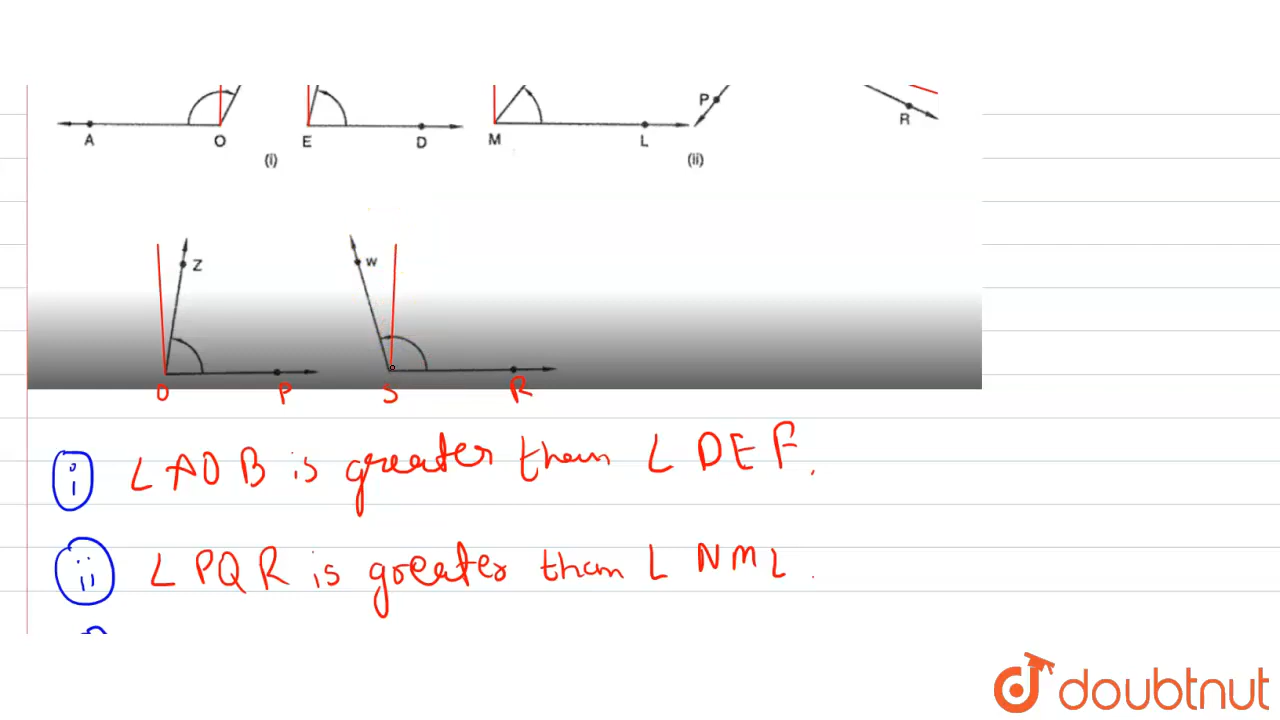 P
R
A O E D M L
(i) (ii)
Z W
O P S R
i ∠AOB is greater than ∠DEF.
ii ∠PQR is greater than ∠NML.
doubtnut